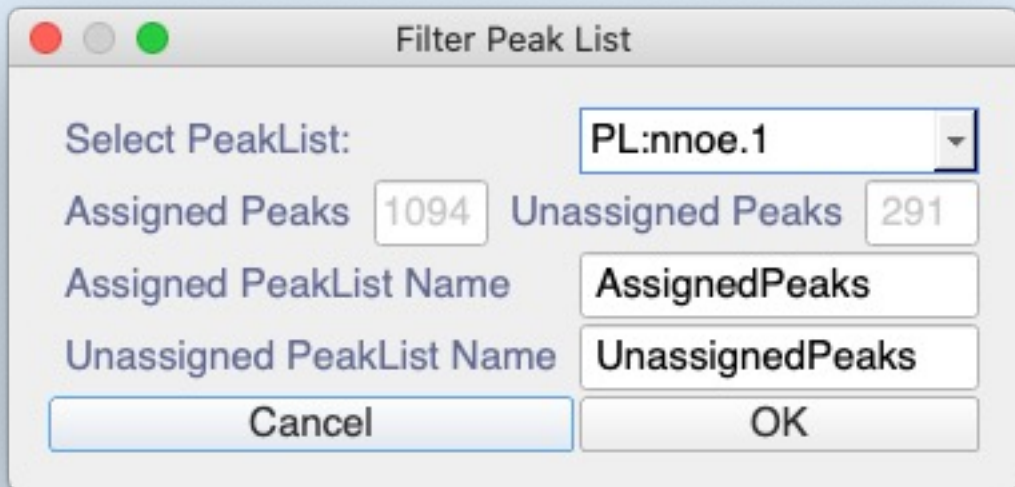 Filter Peak List
Select PeakList: PL:nnoe.1
Assigned Peaks 1094 Unassigned Peaks 291
Assigned PeakList Name AssignedPeaks
Unassigned PeakList Name UnassignedPeaks
Cancel OK